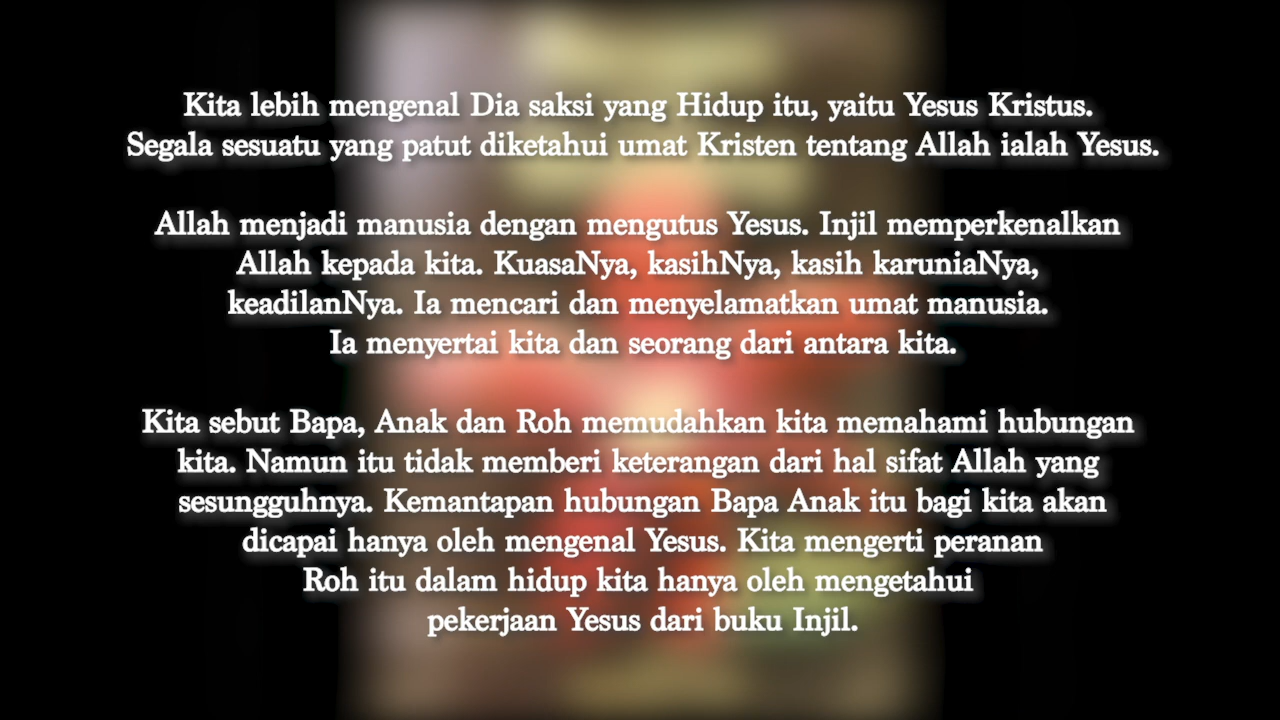 Kita lebih mengenal Dia saksi yang Hidup itu, yaitu Yesus Kristus.
Segala sesuatu yang patut diketahui umat Kristen tentang Allah ialah Yesus.
Allah menjadi manusia dengan mengutus Yesus. Injil memperkenalkan
Allah kepada kita. KuasaNya, kasihNya, kasih karuniaNya,
keadilanNya. Ia mencari dan menyelamatkan umat manusia.
Ia menyertai kita dan seorang dari antara kita.
Kita sebut Bapa, Anak dan Roh memudahkan kita memahami hubungan
kita. Namun itu tidak memberi keterangan dari hal sifat Allah yang
sesungguhnya. Kemantapan hubungan Bapa Anak itu bagi kita akan
dicapai hanya oleh mengenal Yesus. Kita mengerti peranan
Roh itu dalam hidup kita hanya oleh mengetahui
pekerjaan Yesus dari buku Injil.